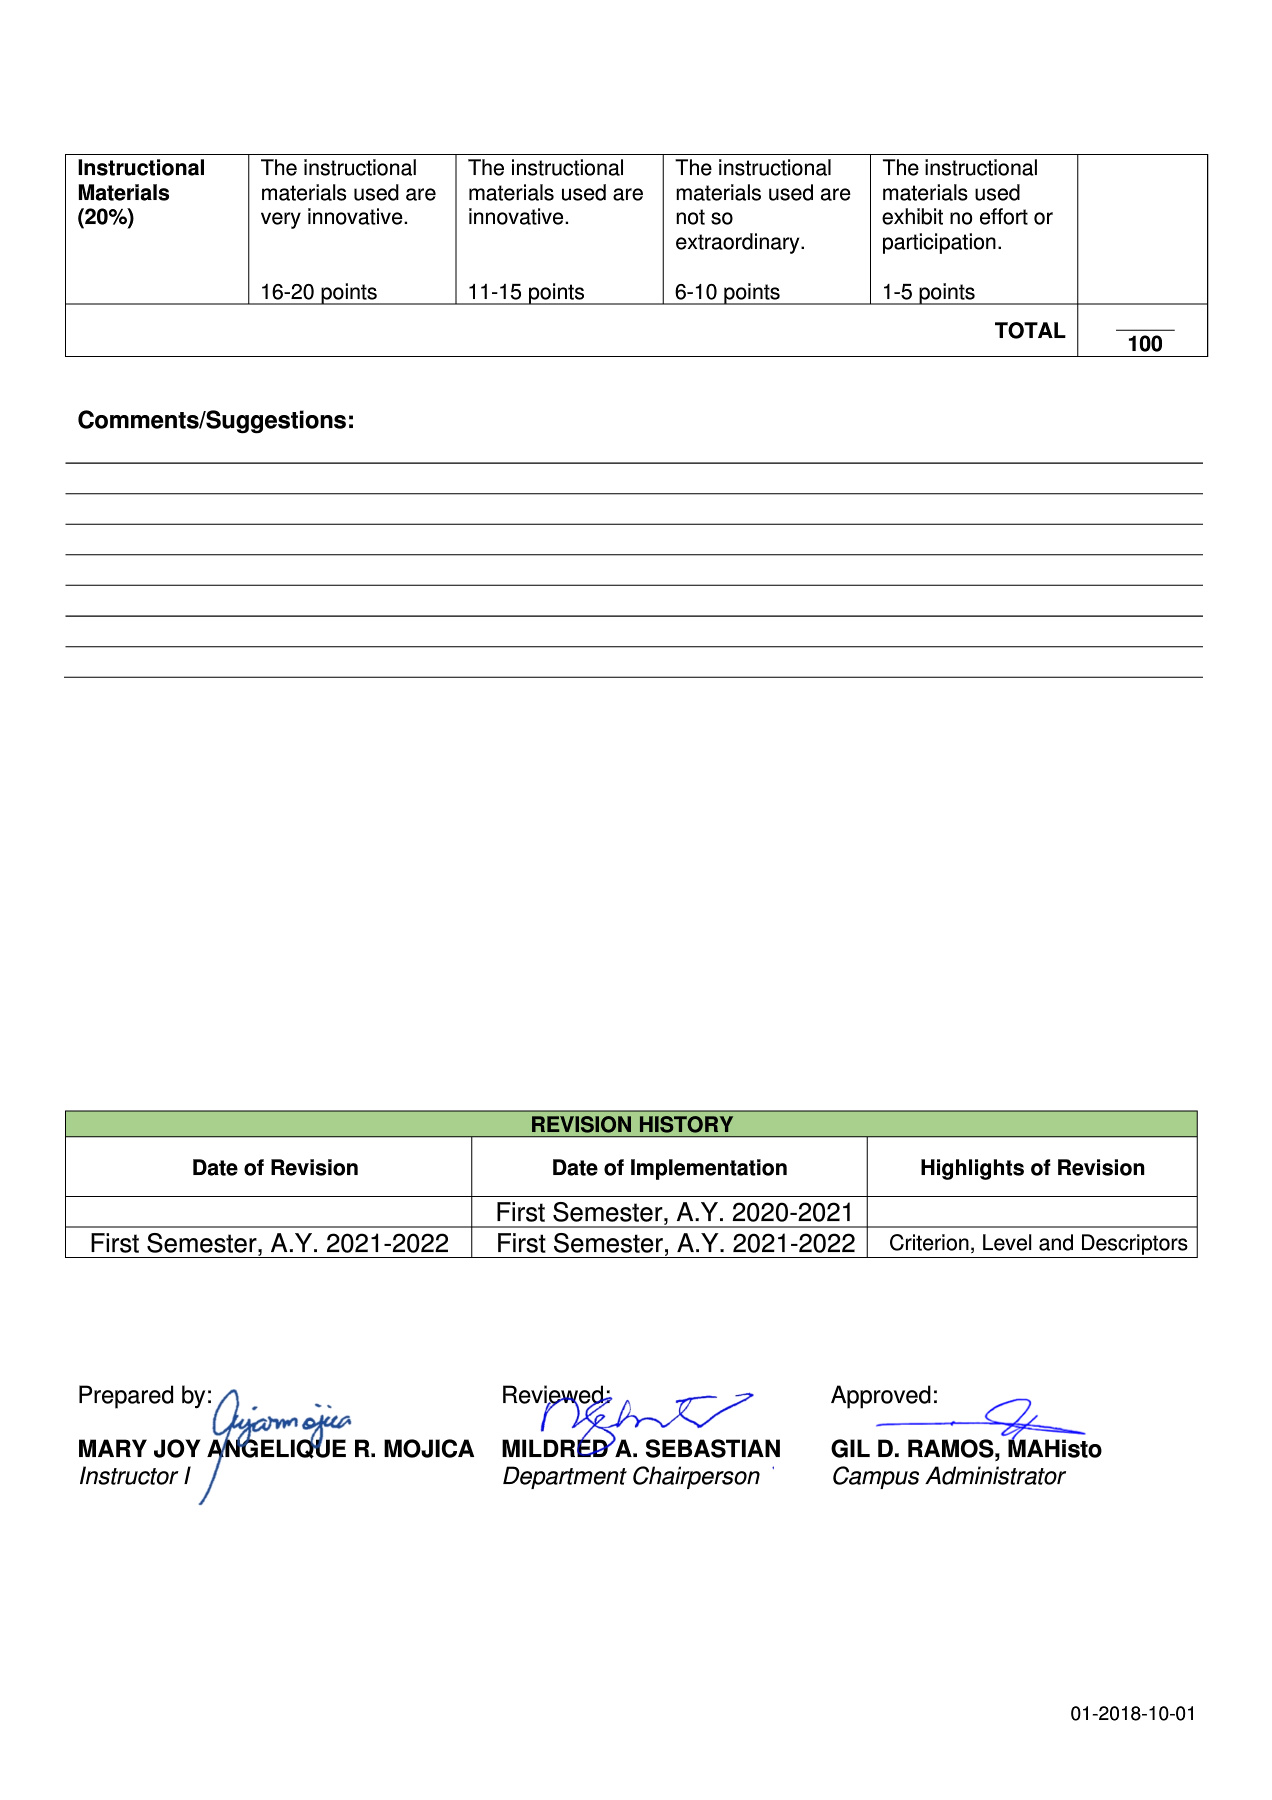 Instructional
Materials
(20%)
The instructional
materials used are
very innovative.
16-20 points
The instructional
materials used are
innovative.
11-15 points
The instructional
materials used are
not so
extraordinary.
6-10 points
The instructional
materials used
exhibit no effort or
participation.
1-5 points
TOTAL
100
Comments/Suggestions:
REVISION HISTORY
Date of Revision Date of Implementation Highlights of Revision
First Semester, A.Y. 2020-2021
First Semester, A.Y. 2021-2022 First Semester, A.Y. 2021-2022 Criterion, Level and Descriptors
Prepared by: Reviewed: Approved:
MARY JOY ANGELIQUE R. MOJICA MILDRED A. SEBASTIAN GIL D. RAMOS, MAHisto
Instructor I Department Chairperson Campus Administrator
01-2018-10-01